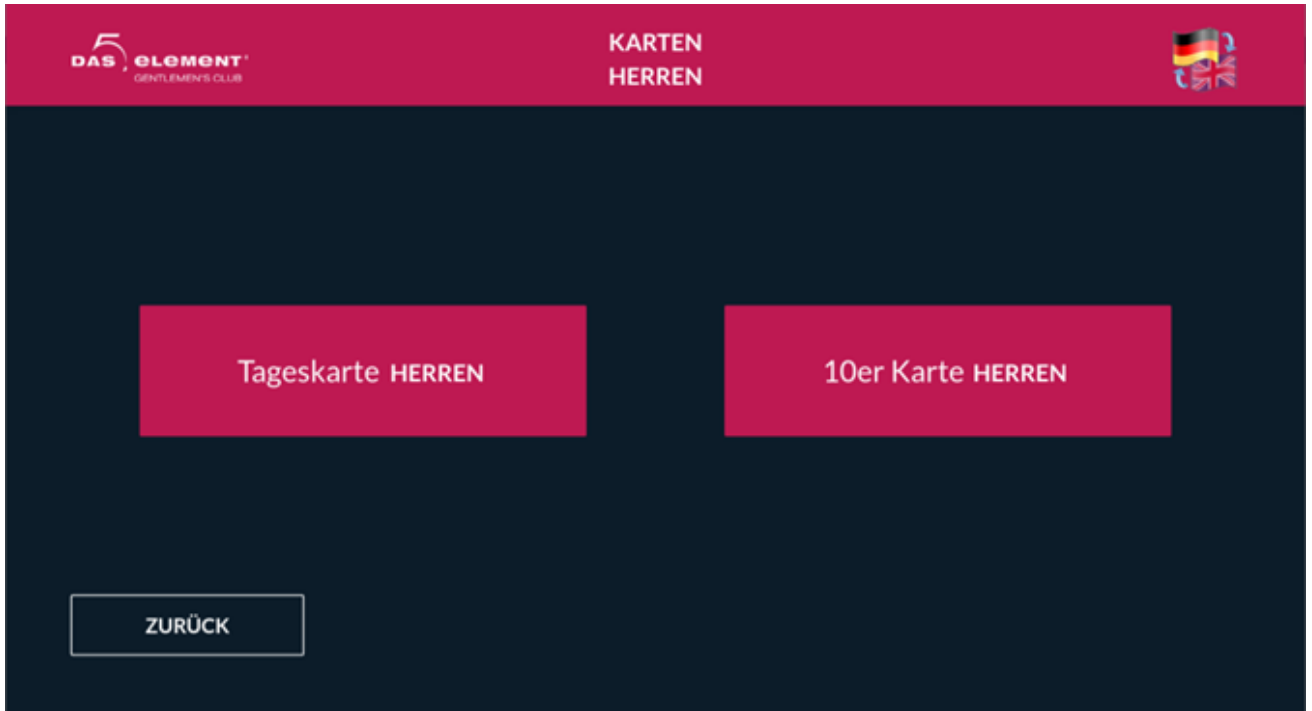 5
DAS element
GENTLEMEN'S CLUB
KARTEN
HERREN
Tageskarte HERREN
10er Karte HERREN
ZURÜCK